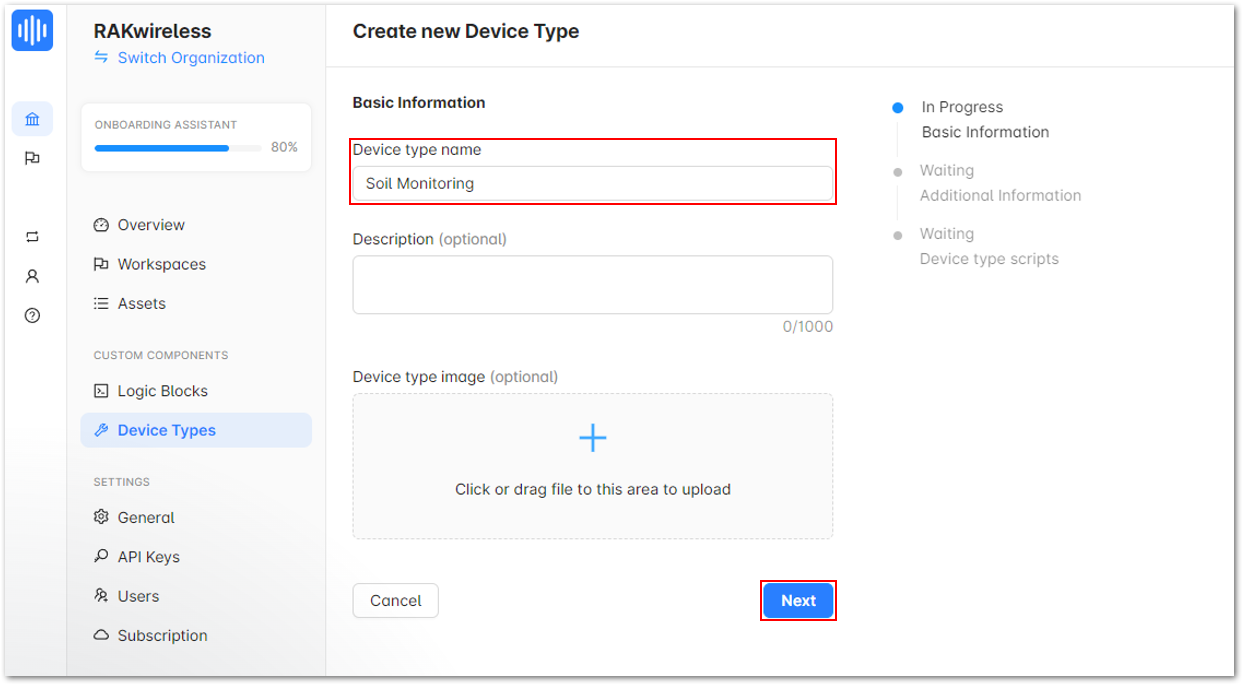 RAKwireless
Switch Organization
ONBOARDING ASSISTANT
80%
Overview
Workspaces
Assets
CUSTOM COMPONENTS
Logic Blocks
Device Types
SETTINGS
General
API Keys
Users
Subscription
Create new Device Type
Basic Information
Device type name
Soil Monitoring
Description (optional)
0/1000
Device type image (optional)
Click or drag file to this area to upload
Cancel
Next
In Progress
Basic Information
Waiting
Additional Information
Waiting
Device type scripts